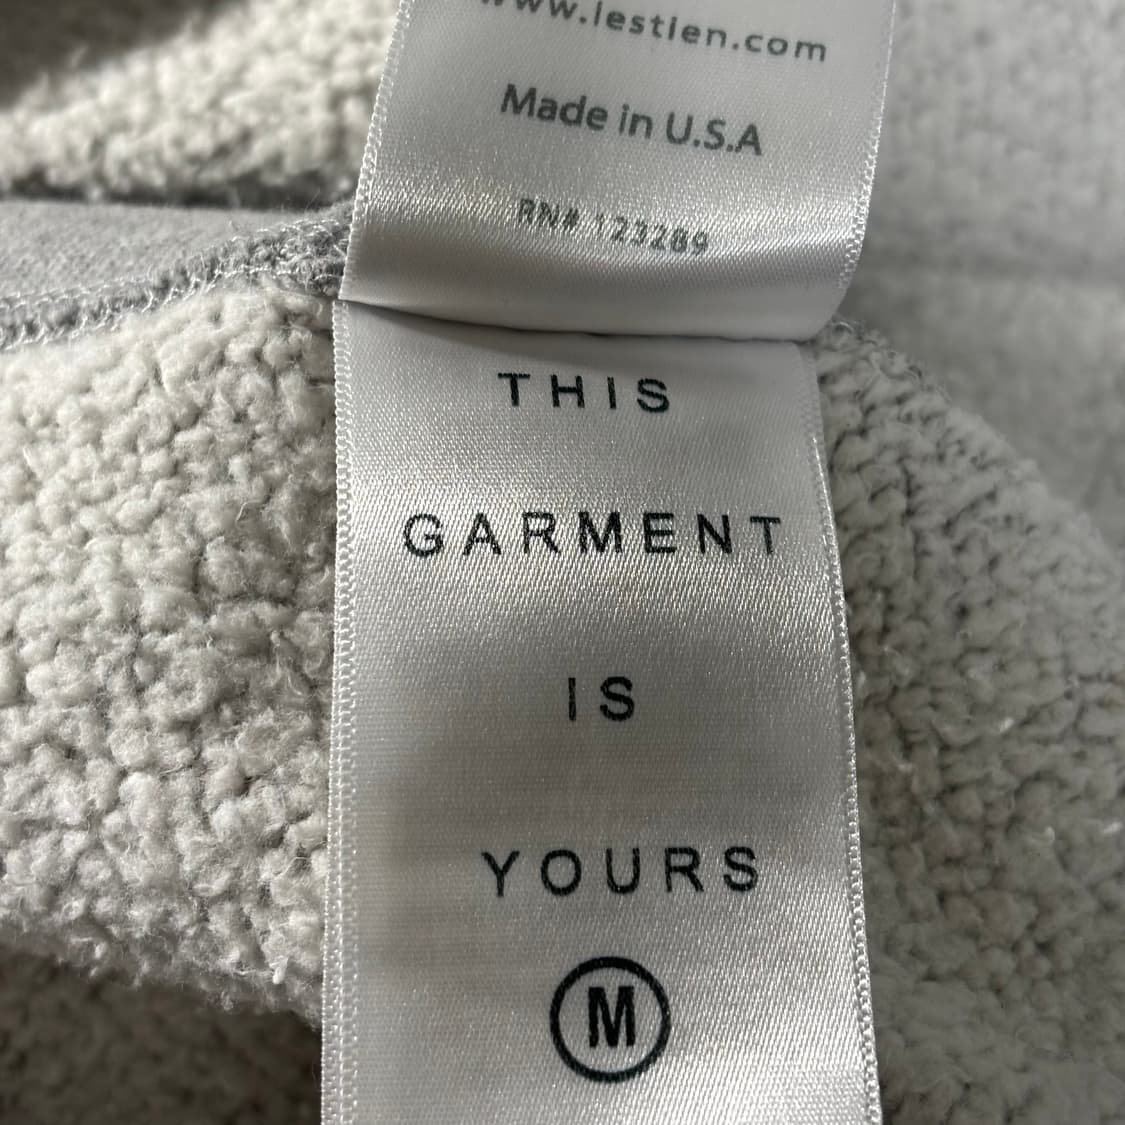 www.lestien.com
Made in U.S.A
RN# 123289
THIS
GARMENT
IS
YOURS
M